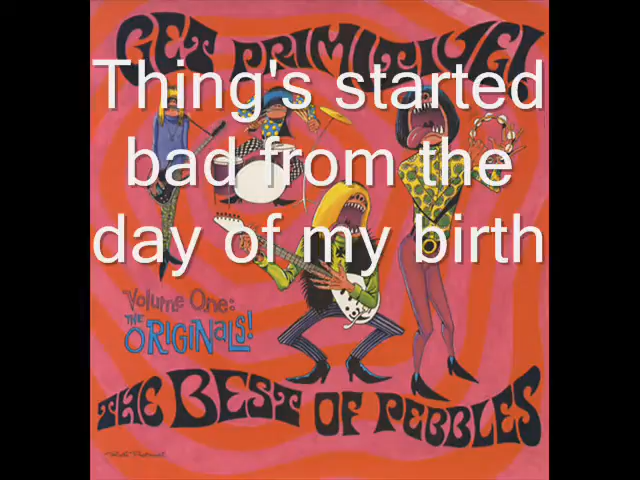 GET PRIMITIVE!
Thing's started
bad from the
day of my birth
Volume One:
THE
ORIGINALS!
THE BEST OF PEBBLES